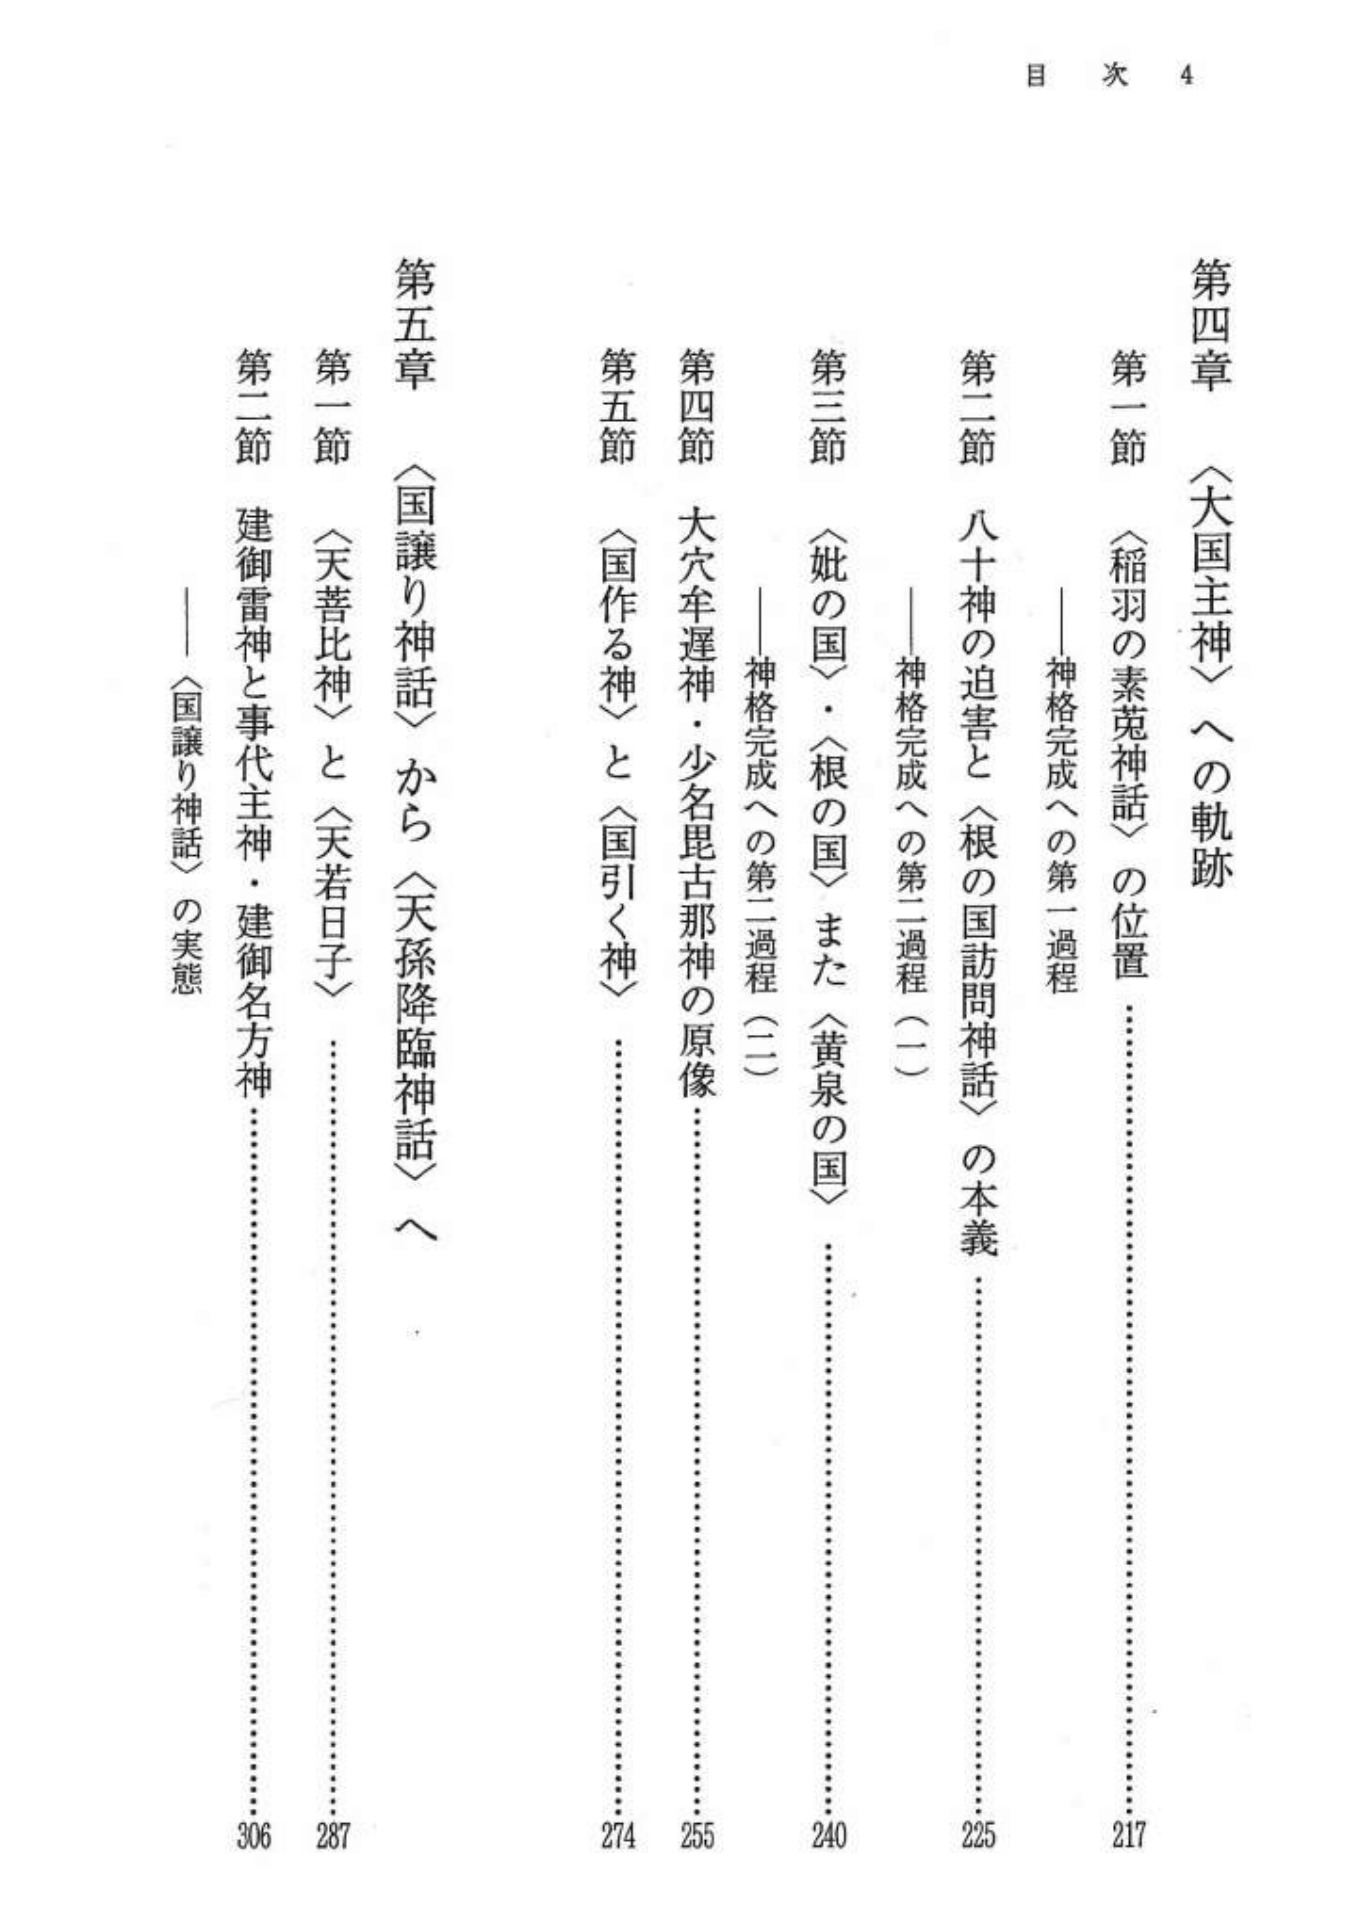 目次 4
第四章 〈大国主神〉への軌跡
第一節 〈稲羽の素菟神話〉の位置……217
――神格完成への第一過程
第二節 八十神の迫害と〈根の国訪問神話〉の本義……225
――神格完成への第二過程（一）
第三節 〈妣の国〉・〈根の国〉また〈黄泉の国〉……240
――神格完成への第二過程（二）
第四節 大穴牟遅神・少名毘古那神の原像……255
第五節 〈国作る神〉と〈国引く神〉……274
第五章 〈国譲り神話〉から〈天孫降臨神話〉へ
第一節 〈天菩比神〉と〈天若日子〉……287
第二節 建御雷神と事代主神・建御名方神……306
――〈国譲り神話〉の実態